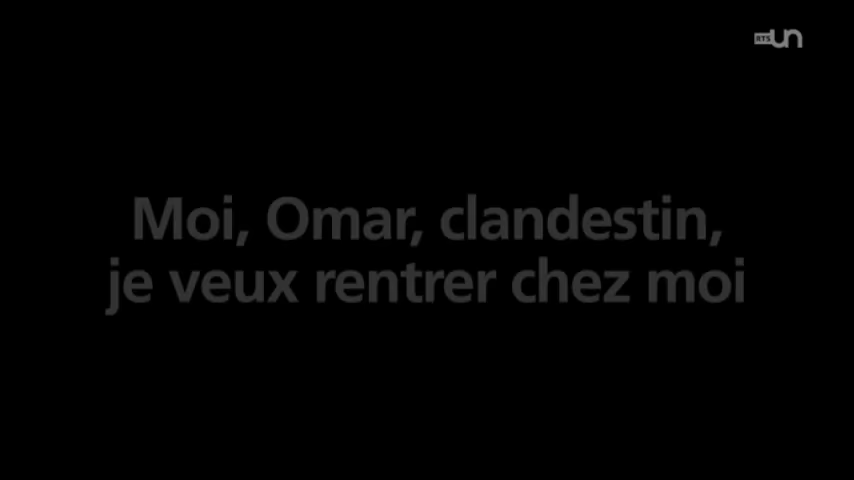 RTS UN
Moi, Omar, clandestin,
je veux rentrer chez moi